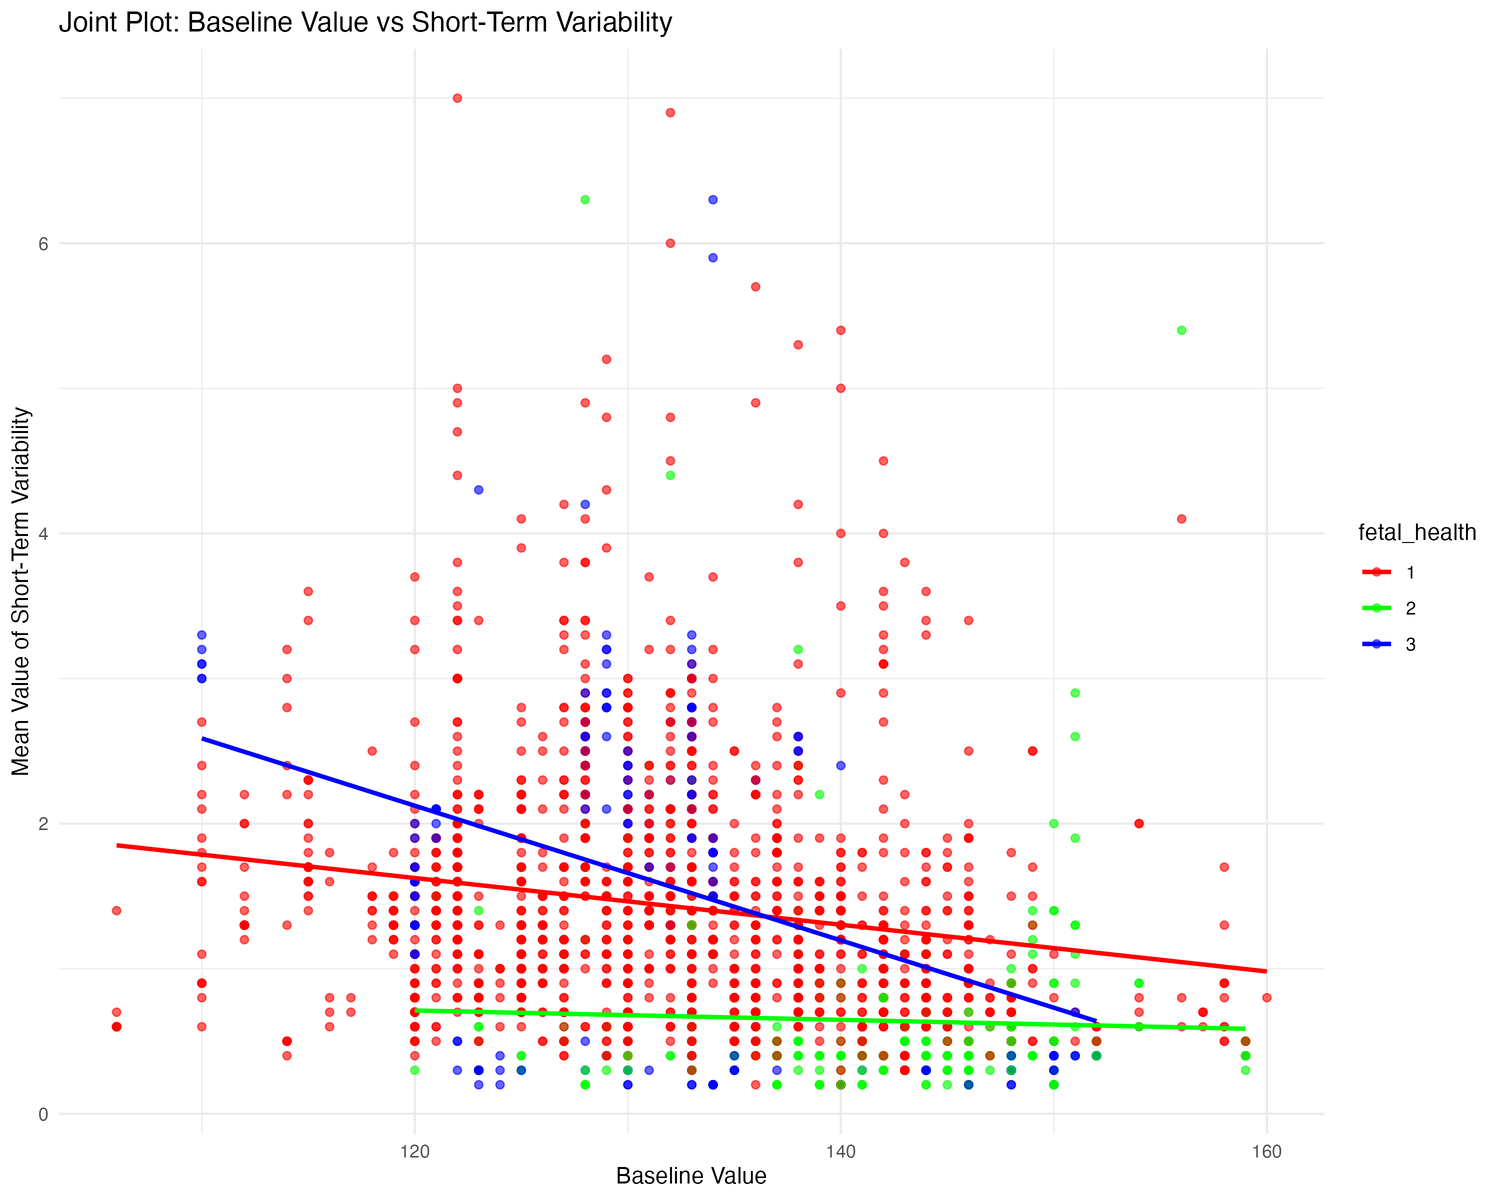 Joint Plot: Baseline Value vs Short-Term Variability
Mean Value of Short-Term Variability
6
4
2
0
120
140
160
Baseline Value
fetal_health
1
2
3